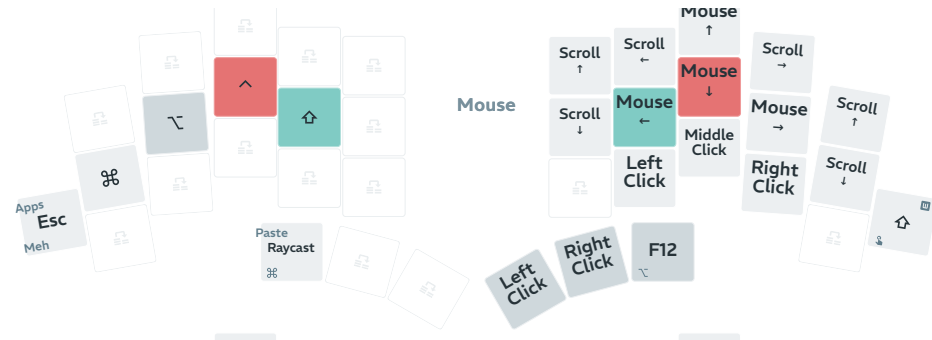 Mouse
↑
Scroll
↑
Scroll
←
Scroll
→
^
Mouse
↓
⌥
⇧
Mouse
Scroll
↓
Mouse
←
Mouse
→
Scroll
↑
Middle
Click
⌘
Left
Click
Right
Click
Scroll
↓
Apps
Esc
Meh
⇧
Paste
Raycast
⌘
Left
Click
Right
Click
F12
⌥